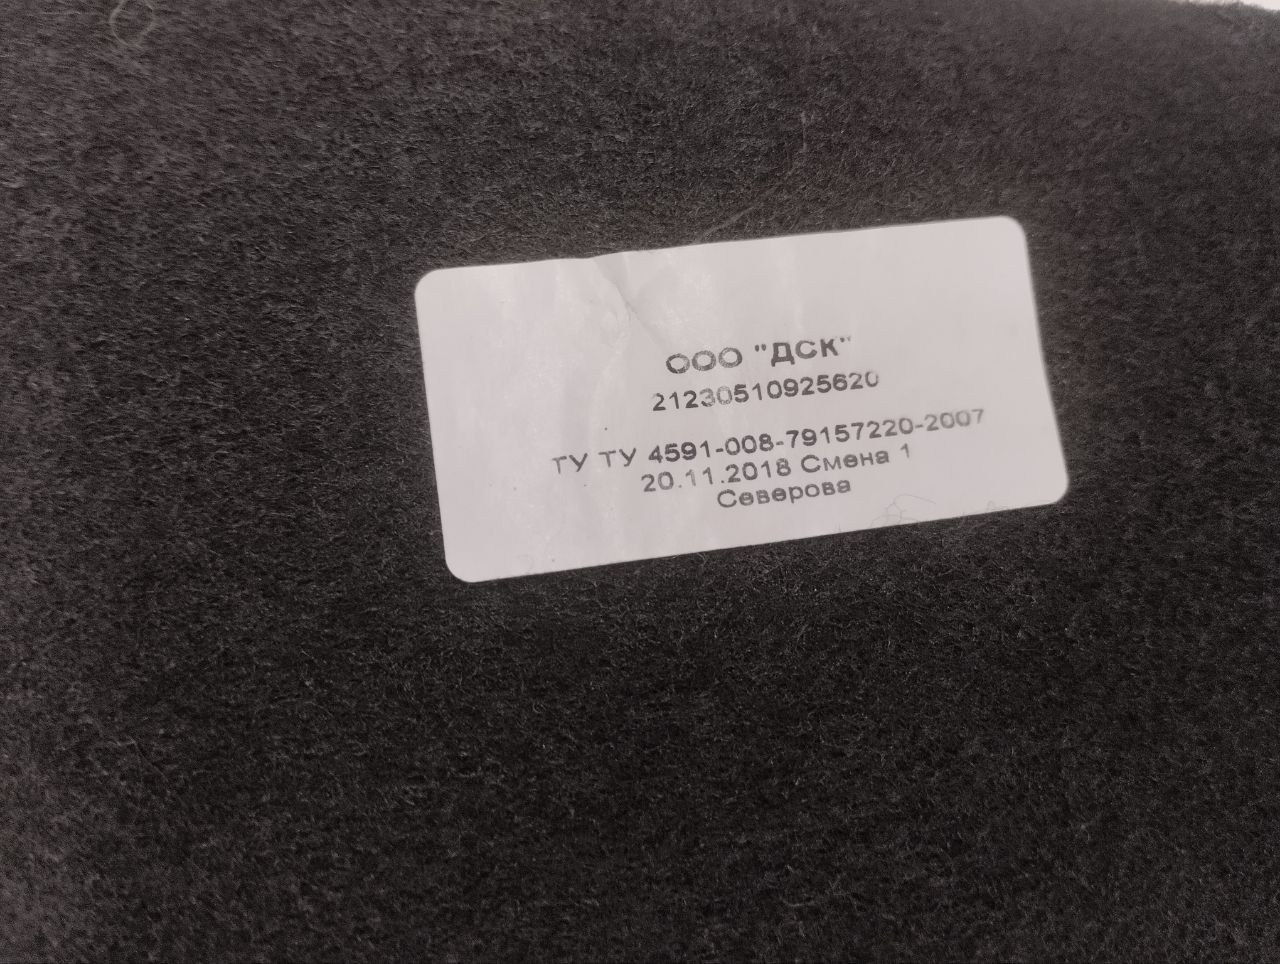 ООО "ДСК"
21230510925620
ТУ ТУ 4591-008-79157220-2007
20.11.2018 Смена 1
Северова